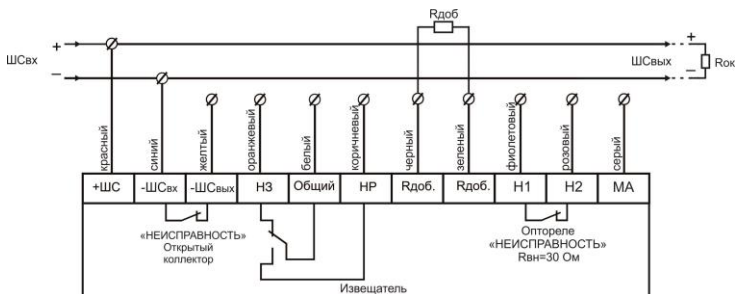 Rдоб
+
ШСвх
–
+
ШСвых
–
Rок
красный
синий
желтый
оранжевый
белый
коричневый
черный
зеленый
фиолетовый
розовый
серый
+ШС
-ШСвх
-ШСвых
НЗ
Общий
НР
Rдоб.
Rдоб.
Н1
Н2
МА
«НЕИСПРАВНОСТЬ»
Открытый
коллектор
Оптореле
«НЕИСПРАВНОСТЬ»
Rвн=30 Ом
Извещатель